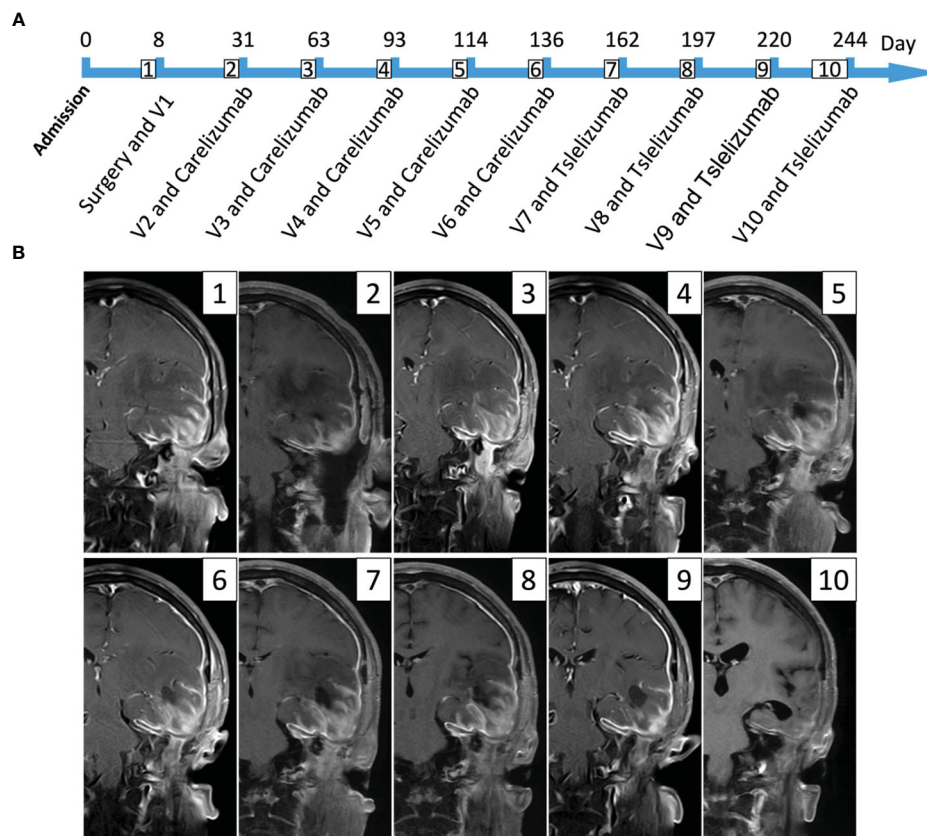 A
0 8 31 63 93 114 136 162 197 220 244 Day
1 2 3 4 5 6 7 8 9 10
Admission
Surgery and V1
V2 and Carelizumab
V3 and Carelizumab
V4 and Carelizumab
V5 and Carelizumab
V6 and Carelizumab
V7 and Tslelizumab
V8 and Tslelizumab
V9 and Tslelizumab
V10 and Tslelizumab
B
1 2 3 4 5
6 7 8 9 10